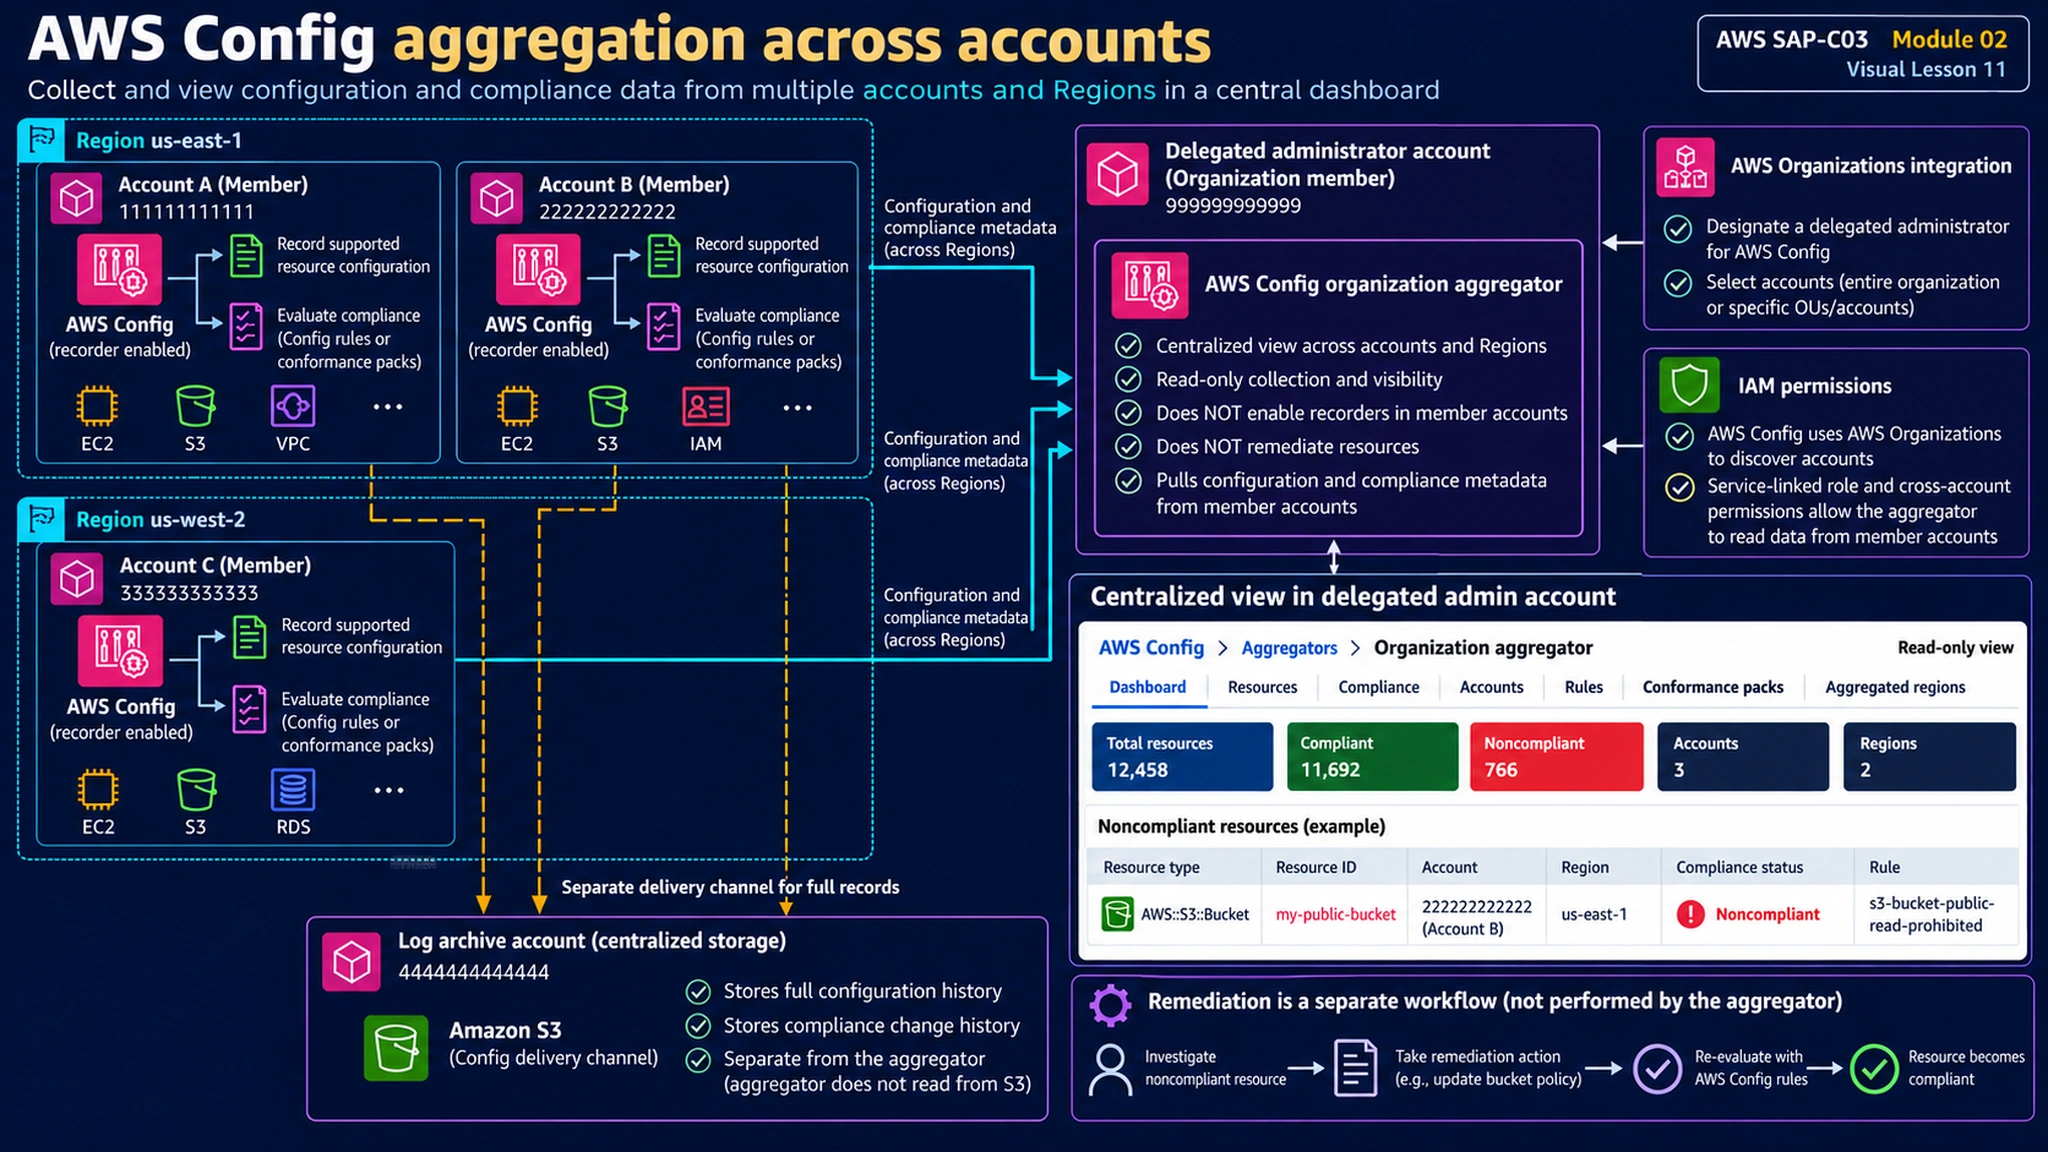 AWS Config aggregation across accounts
Collect and view configuration and compliance data from multiple accounts and Regions in a central dashboard
AWS SAP-C03 Module 02
Visual Lesson 11
Region us-east-1
Account A (Member)
111111111111
Record supported
resource configuration
AWS Config
(recorder enabled)
Evaluate compliance
(Config rules or
conformance packs)
EC2
S3
VPC
...
Account B (Member)
222222222222
Record supported
resource configuration
AWS Config
(recorder enabled)
Evaluate compliance
(Config rules or
conformance packs)
EC2
S3
IAM
...
Region us-west-2
Account C (Member)
333333333333
Record supported
resource configuration
AWS Config
(recorder enabled)
Evaluate compliance
(Config rules or
conformance packs)
EC2
S3
RDS
...
Configuration and
compliance metadata
(across Regions)
Configuration and
compliance metadata
(across Regions)
Configuration and
compliance metadata
(across Regions)
Separate delivery channel for full records
Log archive account (centralized storage)
4444444444444
Amazon S3
(Config delivery channel)
Stores full configuration history
Stores compliance change history
Separate from the aggregator
(aggregator does not read from S3)
Delegated administrator account
(Organization member)
999999999999
AWS Config organization aggregator
Centralized view across accounts and Regions
Read-only collection and visibility
Does NOT enable recorders in member accounts
Does NOT remediate resources
Pulls configuration and compliance metadata
from member accounts
AWS Organizations integration
Designate a delegated administrator
for AWS Config
Select accounts (entire organization
or specific OUs/accounts)
IAM permissions
AWS Config uses AWS Organizations
to discover accounts
Service-linked role and cross-account
permissions allow the aggregator
to read data from member accounts
Centralized view in delegated admin account
AWS Config > Aggregators > Organization aggregator
Read-only view
Dashboard Resources Compliance Accounts Rules Conformance packs Aggregated regions
Total resources
12,458
Compliant
11,692
Noncompliant
766
Accounts
3
Regions
2
Noncompliant resources (example)
Resource type Resource ID Account Region Compliance status Rule
AWS::S3::Bucket
my-public-bucket
222222222222
(Account B)
us-east-1
Noncompliant
s3-bucket-public-
read-prohibited
Remediation is a separate workflow (not performed by the aggregator)
Investigate
noncompliant resource
Take remediation action
(e.g., update bucket policy)
Re-evaluate with
AWS Config rules
Resource becomes
compliant